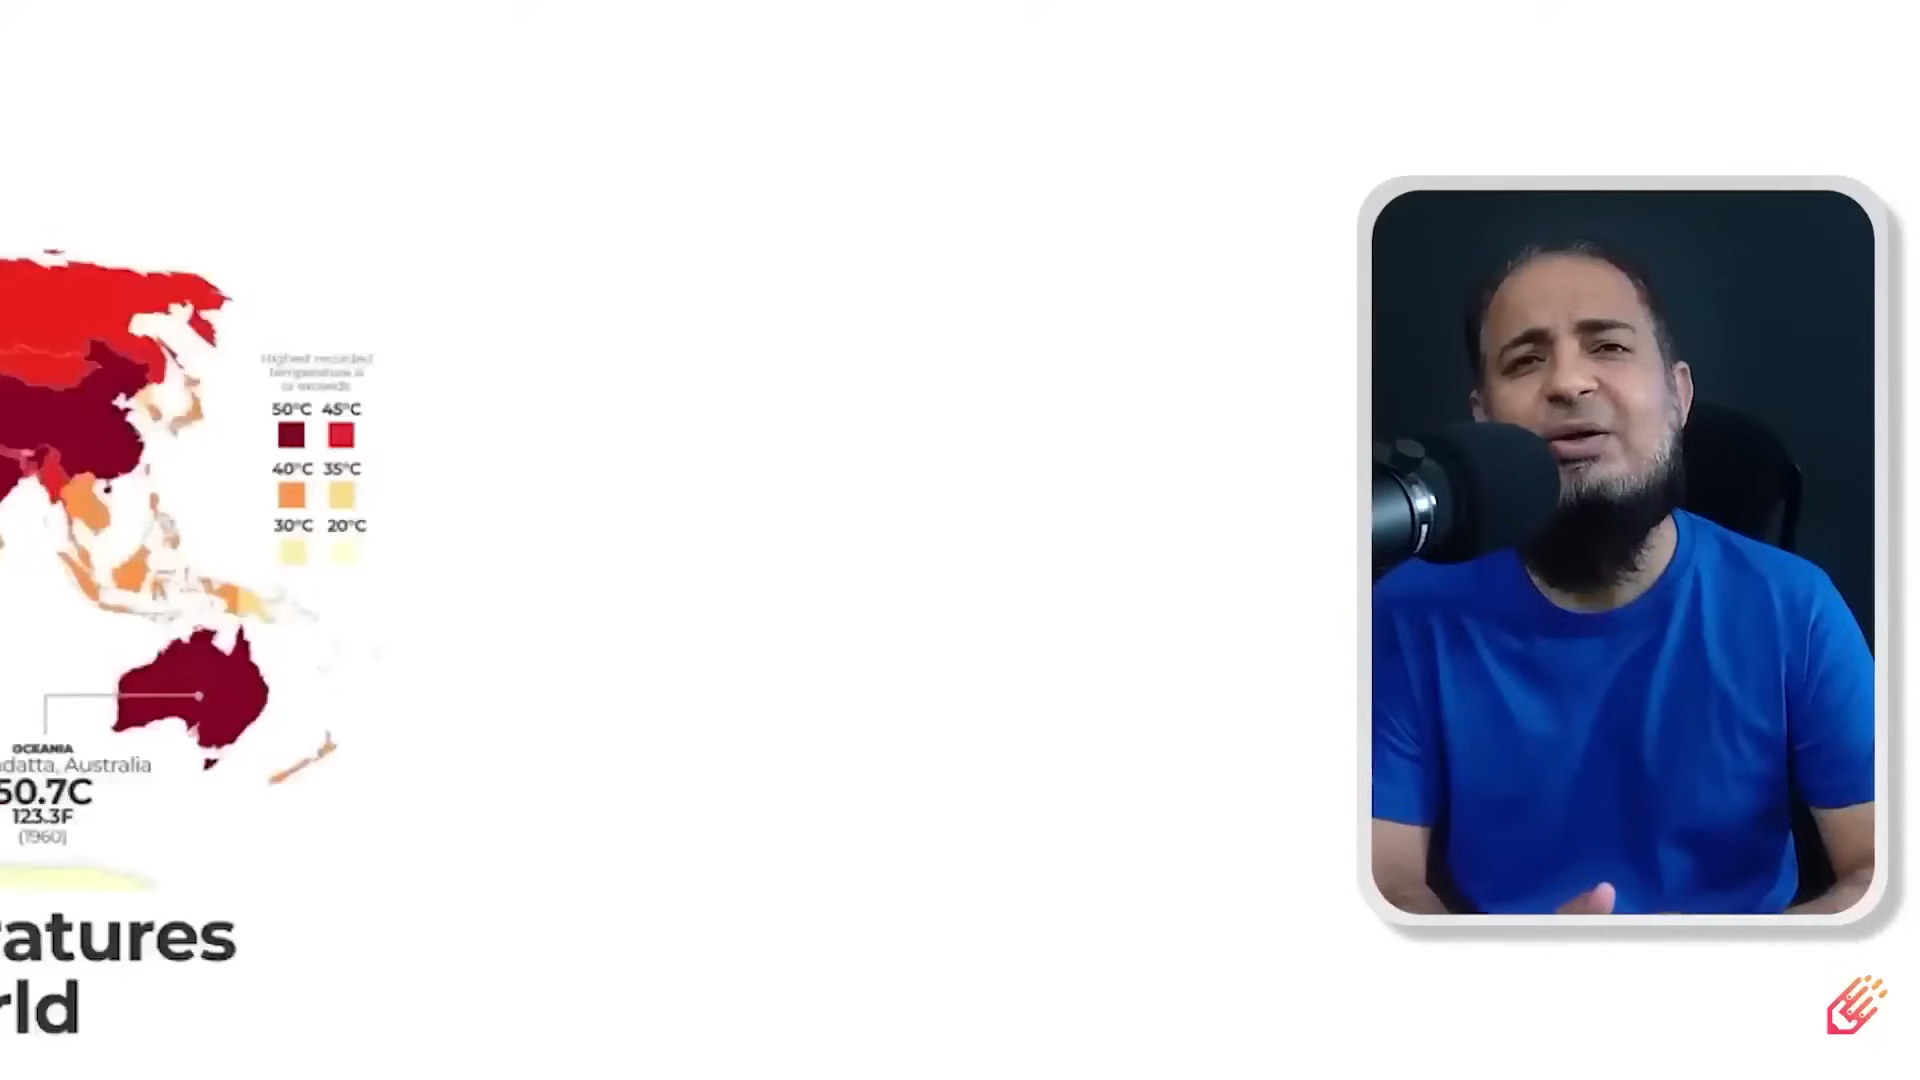 Highest recorded
temperature is
or exceeds
50°C 45°C
40°C 35°C
30°C 20°C
OCEANIA
datta, Australia
50.7C
123.3F
(1960)
ratures
rld